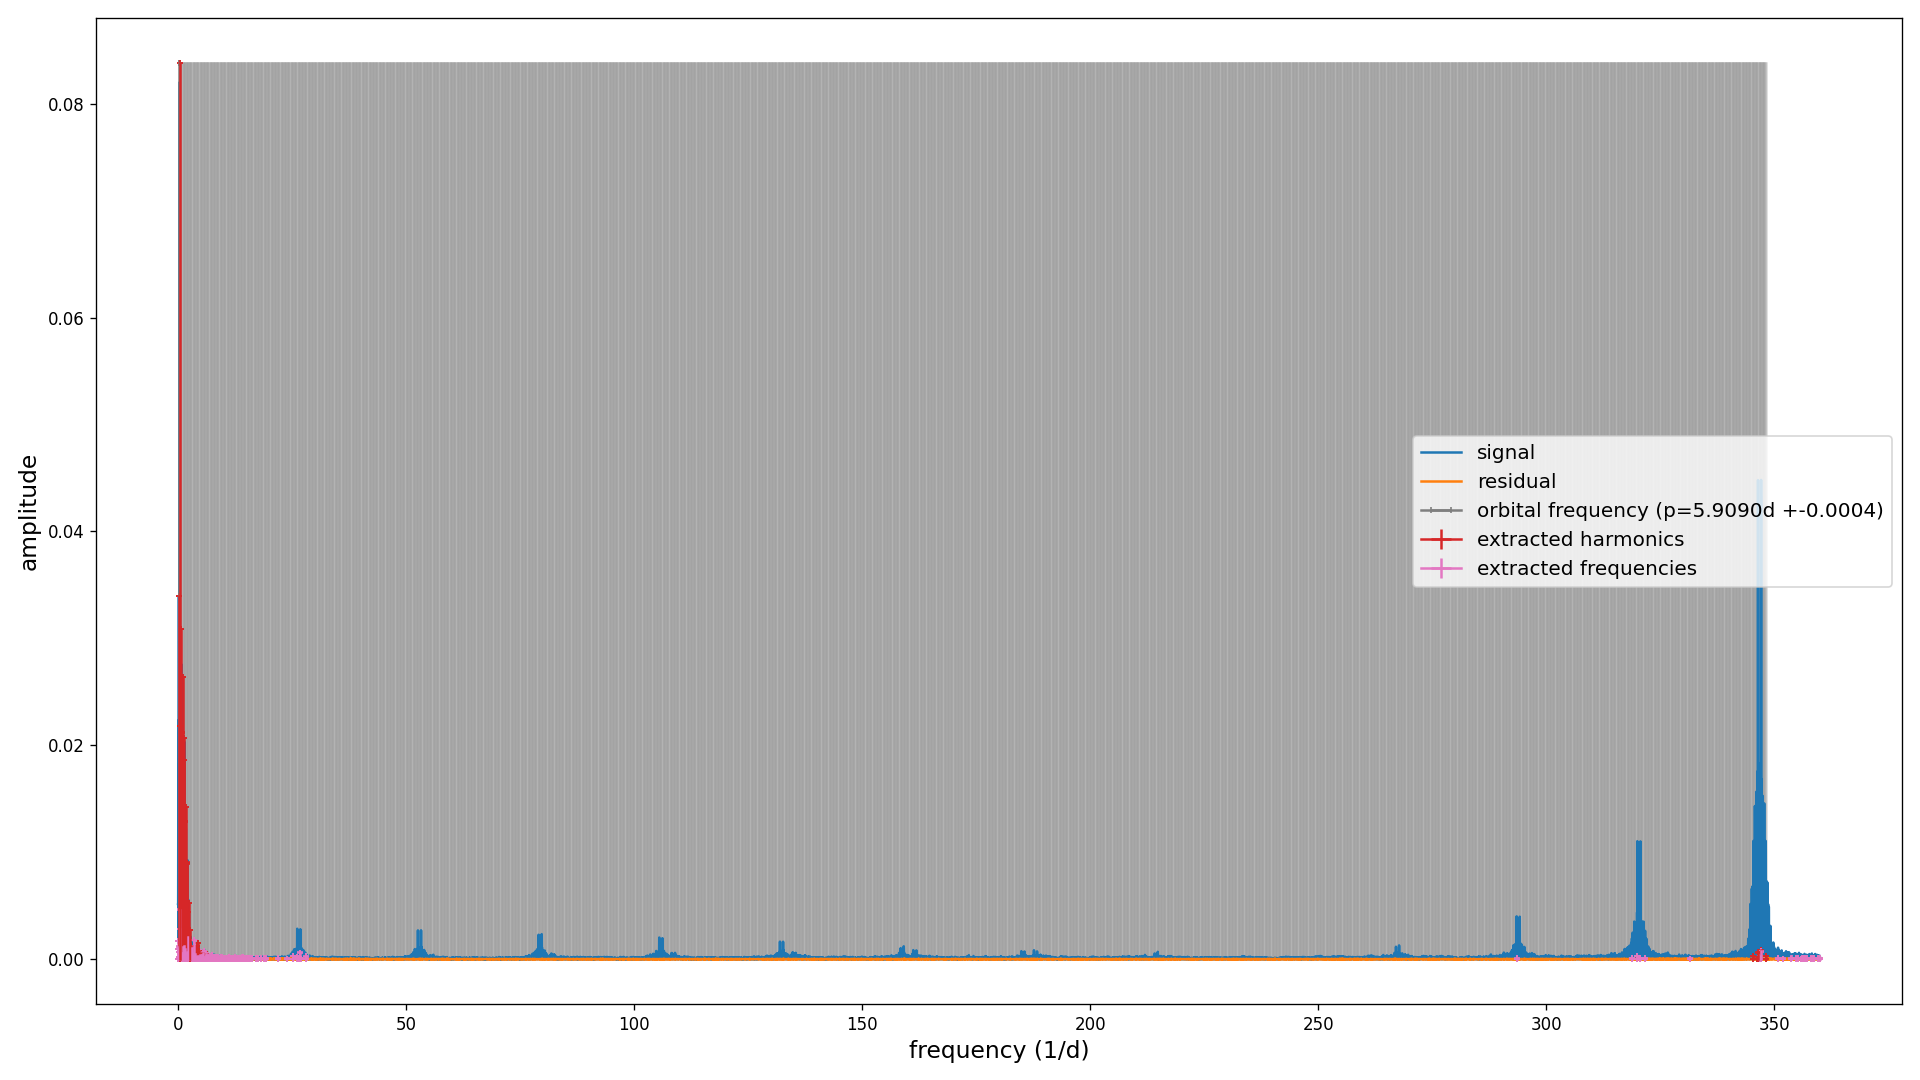 0.08
0.06
0.04
0.02
0.00
amplitude
signal
residual
orbital frequency (p=5.9090d +-0.0004)
extracted harmonics
extracted frequencies
0 50 100 150 200 250 300 350
frequency (1/d)